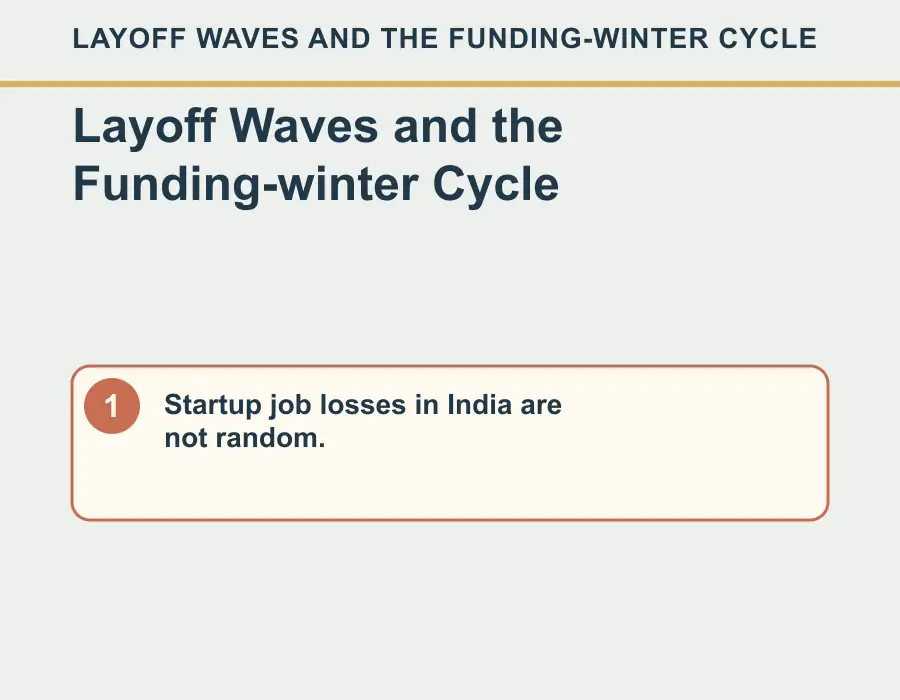 LAYOFF WAVES AND THE FUNDING-WINTER CYCLE
Layoff Waves and the
Funding-winter Cycle
1
Startup job losses in India are
not random.